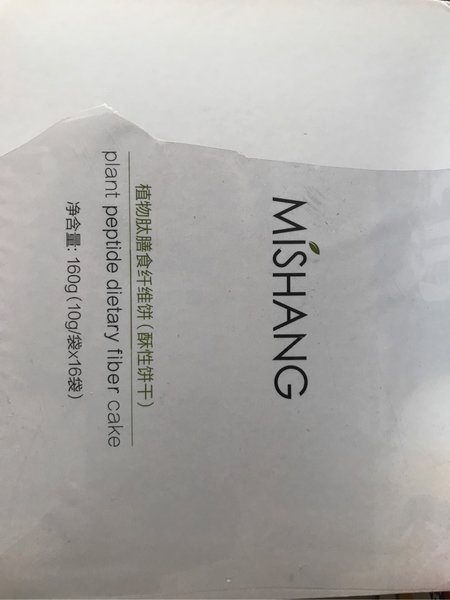 MISHANG
植物肽膳食纤维饼(酥性饼干)
plant peptide dietary fiber cake
净含量: 160g(10g/袋x16袋)